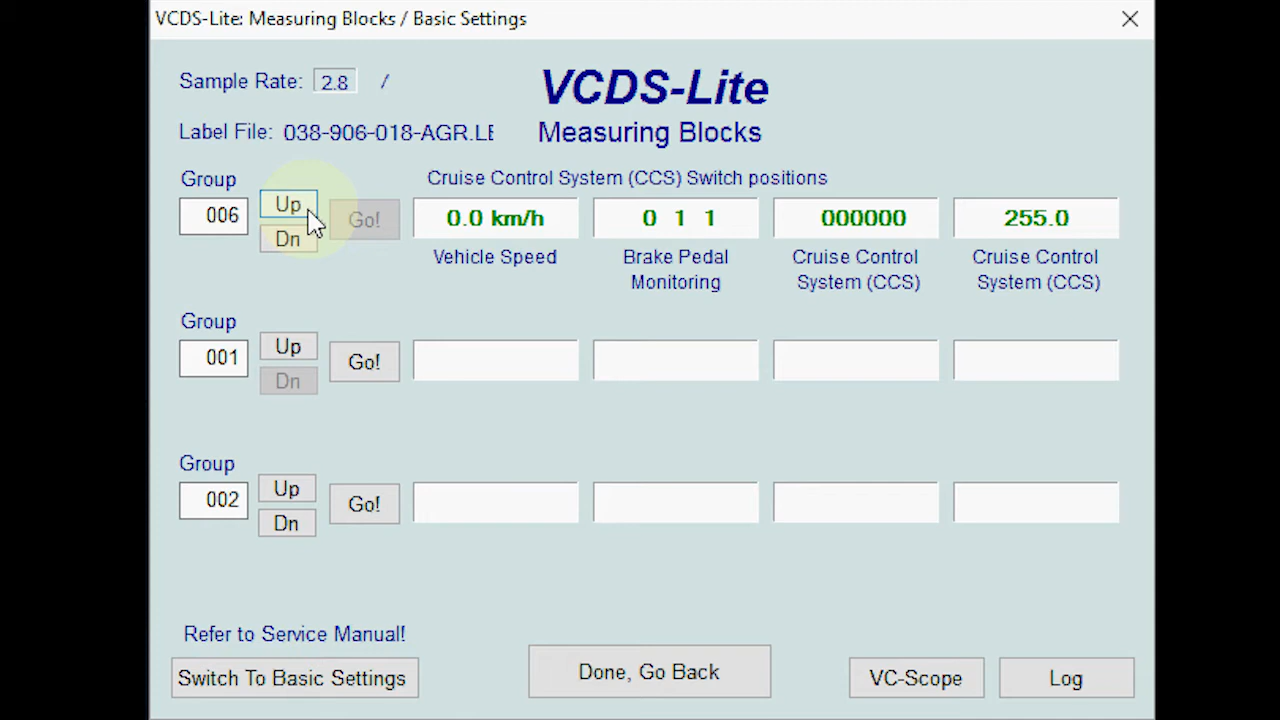 VCDS-Lite: Measuring Blocks / Basic Settings
Sample Rate: 2.8 /
VCDS-Lite
Label File: 038-906-018-AGR.LE
Measuring Blocks
Group
Cruise Control System (CCS) Switch positions
006 Up Dn Go! 0.0 km/h 0 1 1 000000 255.0
Vehicle Speed
Brake Pedal
Monitoring
Cruise Control
System (CCS)
Cruise Control
System (CCS)
Group
001 Up Dn Go!
Group
002 Up Dn Go!
Refer to Service Manual!
Switch To Basic Settings
Done, Go Back
VC-Scope
Log